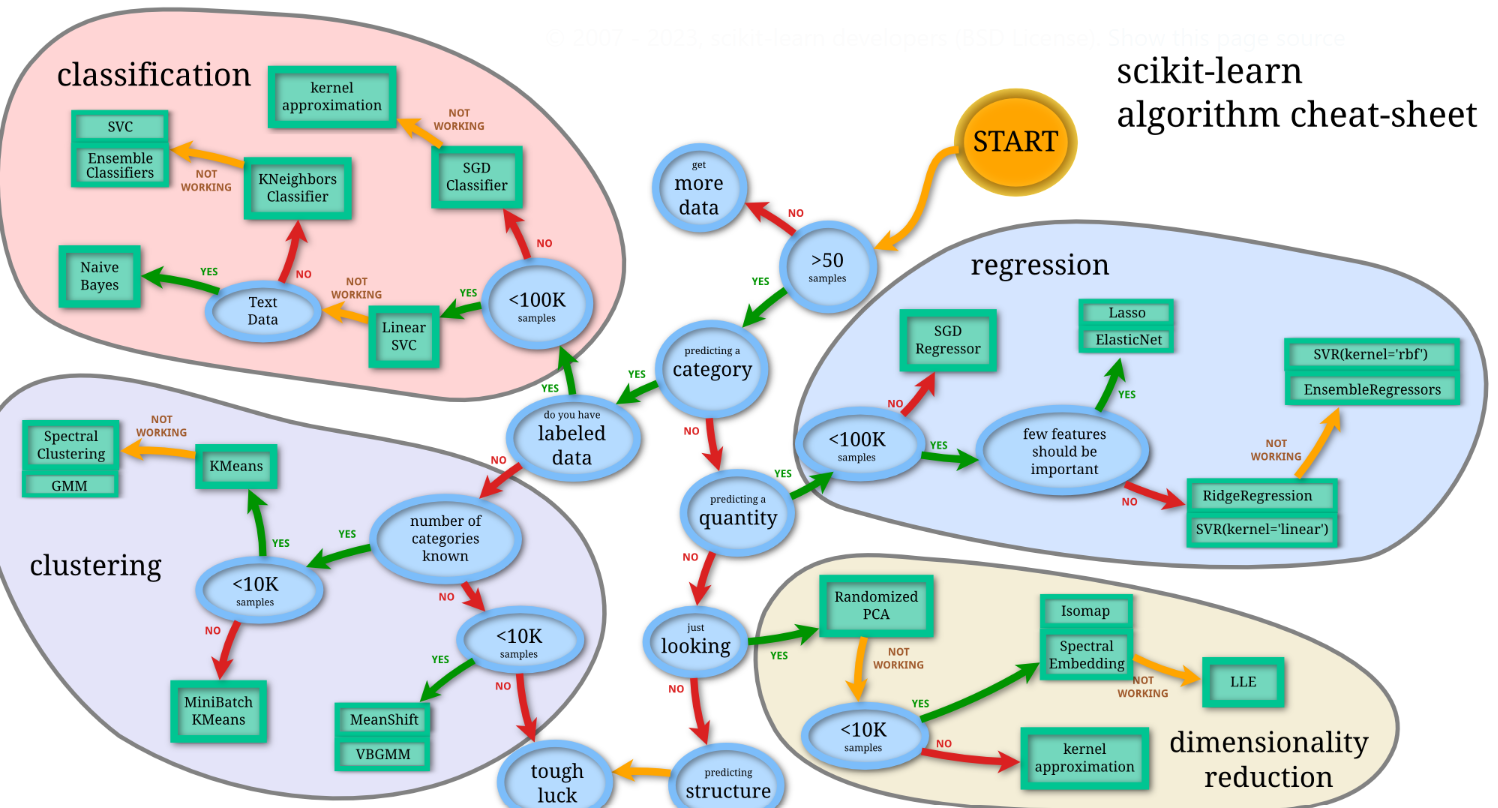 © 2007 - 2023, scikit-learn developers (BSD License). Show this page source
scikit-learn
algorithm cheat-sheet
START
get
more
data
NO
>50
samples
YES
predicting a
category
YES
NO
do you have
labeled
data
YES
NO
predicting a
quantity
YES
NO
just
looking
YES
NO
predicting
structure
tough
luck
classification
kernel
approximation
NOT
WORKING
SGD
Classifier
NO
<100K
samples
YES
Linear
SVC
NOT
WORKING
Text
Data
YES
NO
Naive
Bayes
KNeighbors
Classifier
NOT
WORKING
SVC
Ensemble
Classifiers
regression
<100K
samples
NO
SGD
Regressor
YES
few features
should be
important
YES
Lasso
ElasticNet
NO
RidgeRegression
SVR(kernel='linear')
NOT
WORKING
SVR(kernel='rbf')
EnsembleRegressors
clustering
number of
categories
known
YES
NO
<10K
samples
YES
KMeans
NOT
WORKING
Spectral
Clustering
GMM
NO
MiniBatch
KMeans
<10K
samples
YES
MeanShift
VBGMM
NO
dimensionality
reduction
Randomized
PCA
NOT
WORKING
<10K
samples
YES
Isomap
Spectral
Embedding
NOT
WORKING
LLE
NO
kernel
approximation